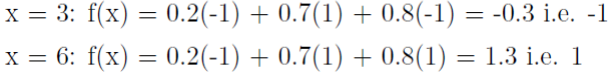 x = 3: f(x) = 0.2(-1) + 0.7(1) + 0.8(-1) = -0.3 i.e. -1
x = 6: f(x) = 0.2(-1) + 0.7(1) + 0.8(1) = 1.3 i.e. 1